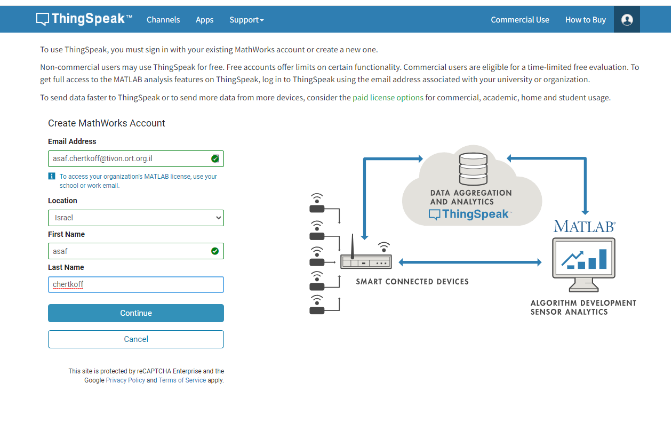 ThingSpeak™ Channels Apps Support Commercial Use How to Buy
To use ThingSpeak, you must sign in with your existing MathWorks account or create a new one.
Non-commercial users may use ThingSpeak for free. Free accounts offer limits on certain functionality. Commercial users are eligible for a time-limited free evaluation. To
get full access to the MATLAB analysis features on ThingSpeak, log in to ThingSpeak using the email address associated with your university or organization.
To send data faster to ThingSpeak or to send more data from more devices, consider the paid license options for commercial, academic, home and student usage.
Create MathWorks Account
Email Address
asaf.chertkoff@tivon.ort.org.il
To access your organization's MATLAB license, use your
school or work email.
Location
Israel
First Name
asaf
Last Name
chertkoff
Continue
Cancel
This site is protected by reCAPTCHA Enterprise and the
Google Privacy Policy and Terms of Service apply.
DATA AGGREGATION
AND ANALYTICS
ThingSpeak
SMART CONNECTED DEVICES
MATLAB
ALGORITHM DEVELOPMENT
SENSOR ANALYTICS